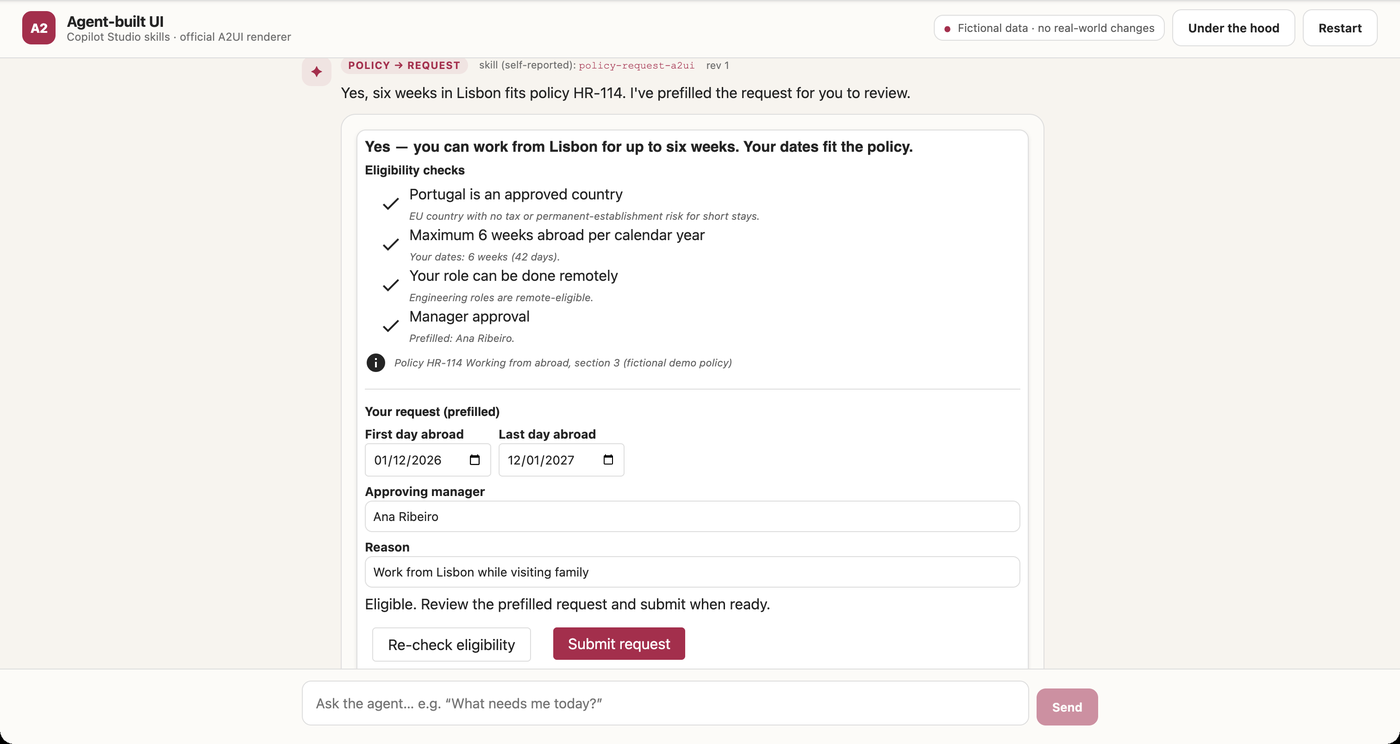 A2
Agent-built UI
Copilot Studio skills · official A2UI renderer
Fictional data · no real-world changes
Under the hood
Restart
POLICY → REQUEST skill (self-reported): policy-request-a2ui rev 1
Yes, six weeks in Lisbon fits policy HR-114. I've prefilled the request for you to review.
Yes — you can work from Lisbon for up to six weeks. Your dates fit the policy.
Eligibility checks
Portugal is an approved country
EU country with no tax or permanent-establishment risk for short stays.
Maximum 6 weeks abroad per calendar year
Your dates: 6 weeks (42 days).
Your role can be done remotely
Engineering roles are remote-eligible.
Manager approval
Prefilled: Ana Ribeiro.
Policy HR-114 Working from abroad, section 3 (fictional demo policy)
Your request (prefilled)
First day abroad Last day abroad
01/12/2026 12/01/2027
Approving manager
Ana Ribeiro
Reason
Work from Lisbon while visiting family
Eligible. Review the prefilled request and submit when ready.
Re-check eligibility Submit request
Ask the agent... e.g. “What needs me today?”
Send